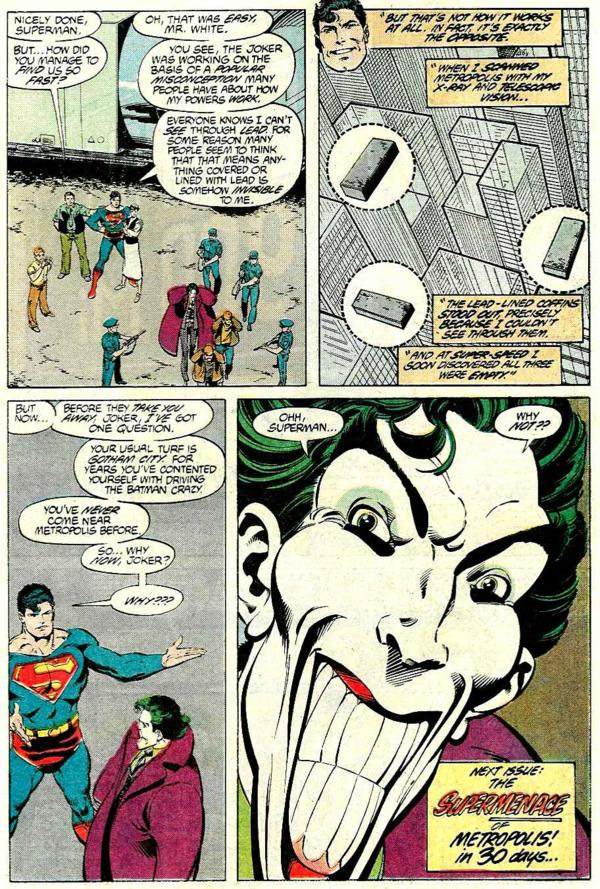 NICELY DONE,
SUPERMAN.
BUT... HOW DID
YOU MANAGE TO
FIND US SO
FAST?
OH, THAT WAS EASY,
MR. WHITE.
YOU SEE, THE JOKER
WAS WORKING ON THE
BASIS OF A POPULAR
MISCONCEPTION MANY
PEOPLE HAVE ABOUT HOW
MY POWERS WORK.
EVERYONE KNOWS I CAN'T
SEE THROUGH LEAD. FOR
SOME REASON MANY
PEOPLE SEEM TO THINK
THAT THAT MEANS ANY-
THING COVERED OR
LINED WITH LEAD IS
SOMEHOW INVISIBLE
TO ME.
"BUT THAT'S NOT HOW IT WORKS
AT ALL. IN FACT, IT'S EXACTLY
THE OPPOSITE.
"WHEN I SCANNED
METROPOLIS WITH MY
X-RAY AND TELESCOPIC
VISION...
"THE LEAD-LINED COFFINS
STOOD OUT, PRECISELY
BECAUSE I COULDN'T
SEE THROUGH THEM.
"AND AT SUPER-SPEED I
SOON DISCOVERED ALL THREE
WERE EMPTY."
BUT
NOW...
BEFORE THEY TAKE YOU
AWAY, JOKER, I'VE GOT
ONE QUESTION.
YOUR USUAL TURF IS
GOTHAM CITY. FOR
YEARS YOU'VE CONTENTED
YOURSELF WITH DRIVING
THE BATMAN CRAZY.
YOU'VE NEVER
COME NEAR
METROPOLIS BEFORE.
SO... WHY
NOW, JOKER?
WHY???
OHH,
SUPERMAN...
WHY
NOT??
NEXT ISSUE:
THE
SUPERMENACE
OF
METROPOLIS!
in 30 days...